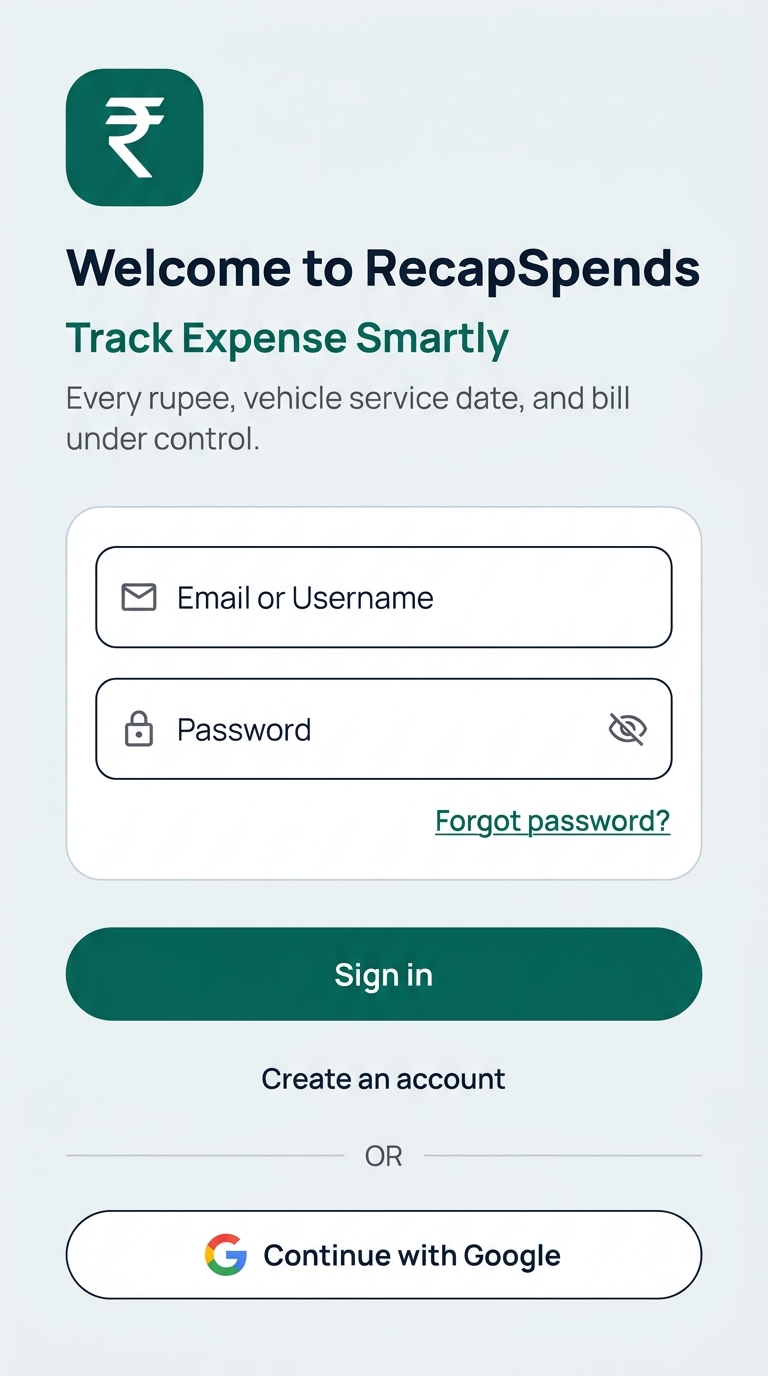 ₹
Welcome to RecapSpends
Track Expense Smartly
Every rupee, vehicle service date, and bill
under control.
Email or Username
Password
Forgot password?
Sign in
Create an account
OR
Continue with Google